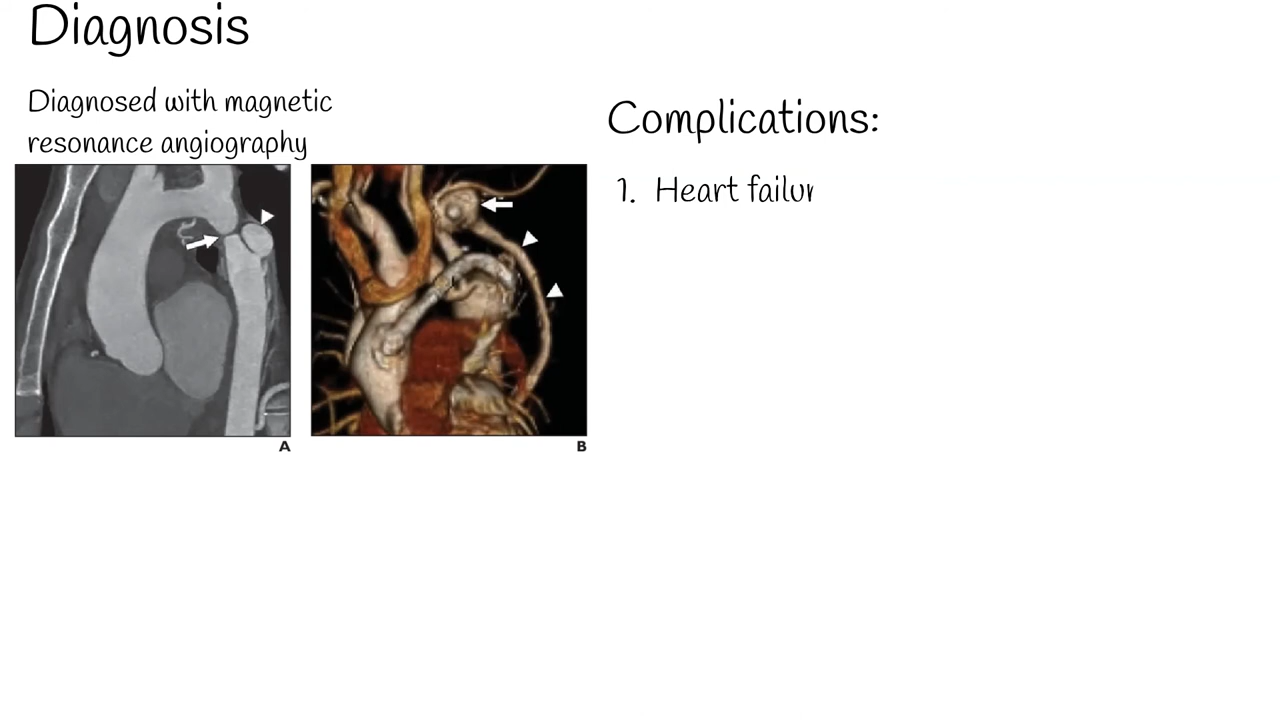 Diagnosis
Diagnosed with magnetic
resonance angiography
A
B
Complications:
1. Heart failur